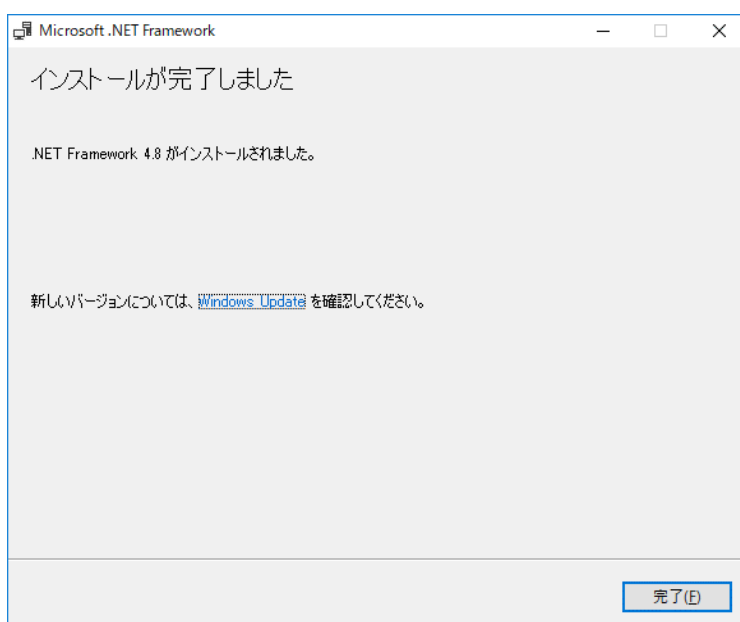 Microsoft .NET Framework
インストールが完了しました
.NET Framework 4.8 がインストールされました。
新しいバージョンについては、Windows Update を確認してください。
完了(F)